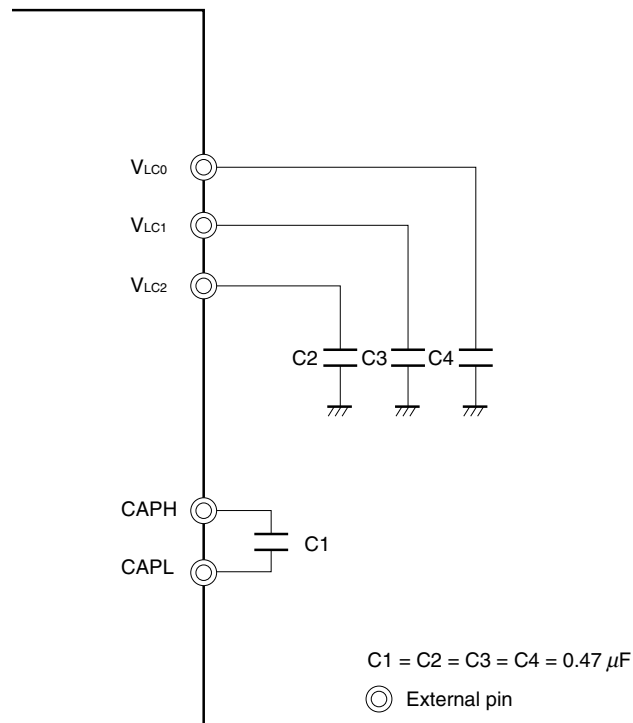 VLC0
VLC1
VLC2
C2 C3 C4
CAPH
C1
CAPL
C1 = C2 = C3 = C4 = 0.47 μF
External pin